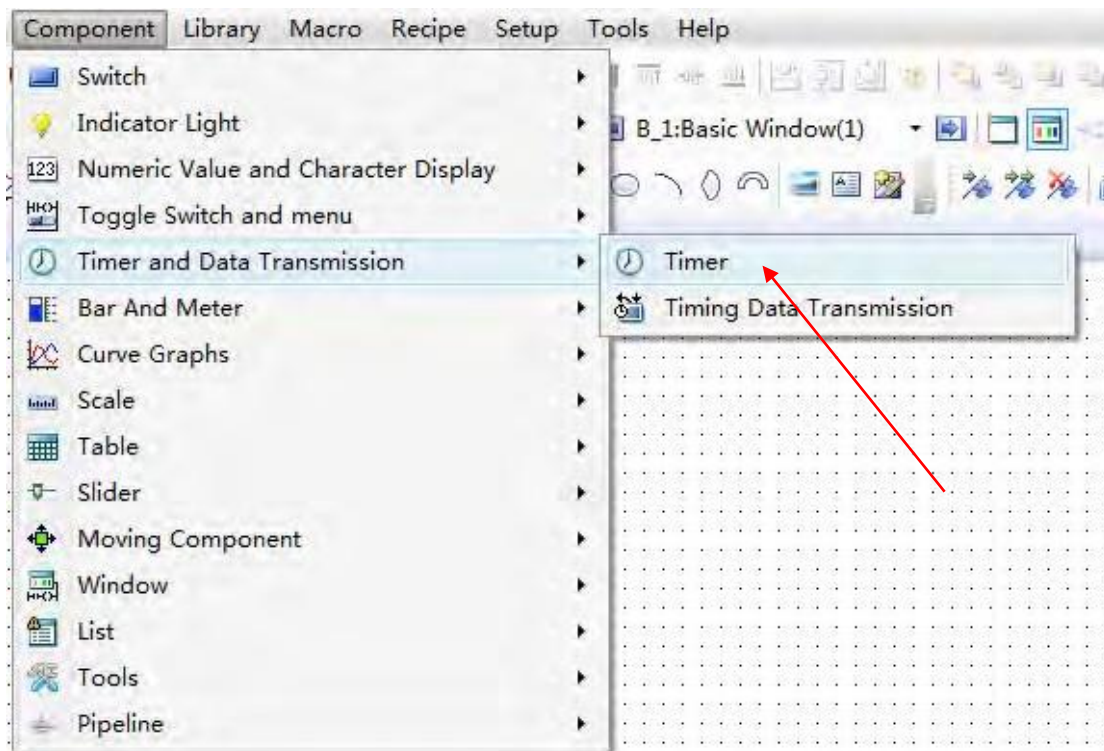 Component Library Macro Recipe Setup Tools Help
Switch
Indicator Light
B_1:Basic Window(1)
123 Numeric Value and Character Display
Toggle Switch and menu
Timer and Data Transmission
Timer
Bar And Meter
Timing Data Transmission
Curve Graphs
Scale
Table
Slider
Moving Component
Window
List
Tools
Pipeline